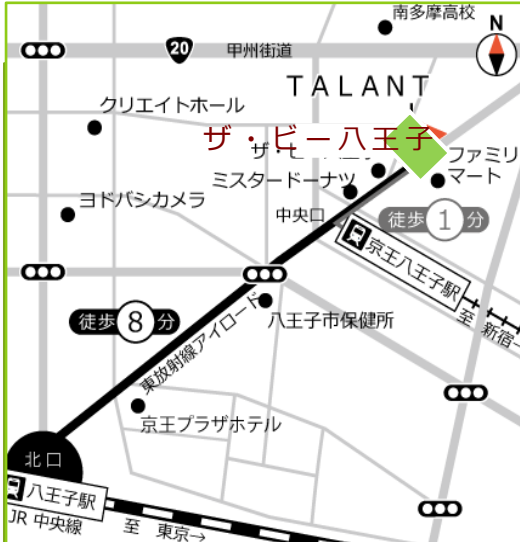 南多摩高校
N
20
甲州街道
TALANT
クリエイトホール
ザ・ビー八王子
ファミリ
マート
ミスタードーナツ
ヨドバシカメラ
中央口
徒歩1分
京王八王子駅
至 新宿→
徒歩8分
東放射線アイロード
八王子市保健所
京王プラザホテル
北口
八王子駅
JR 中央線
至 東京→